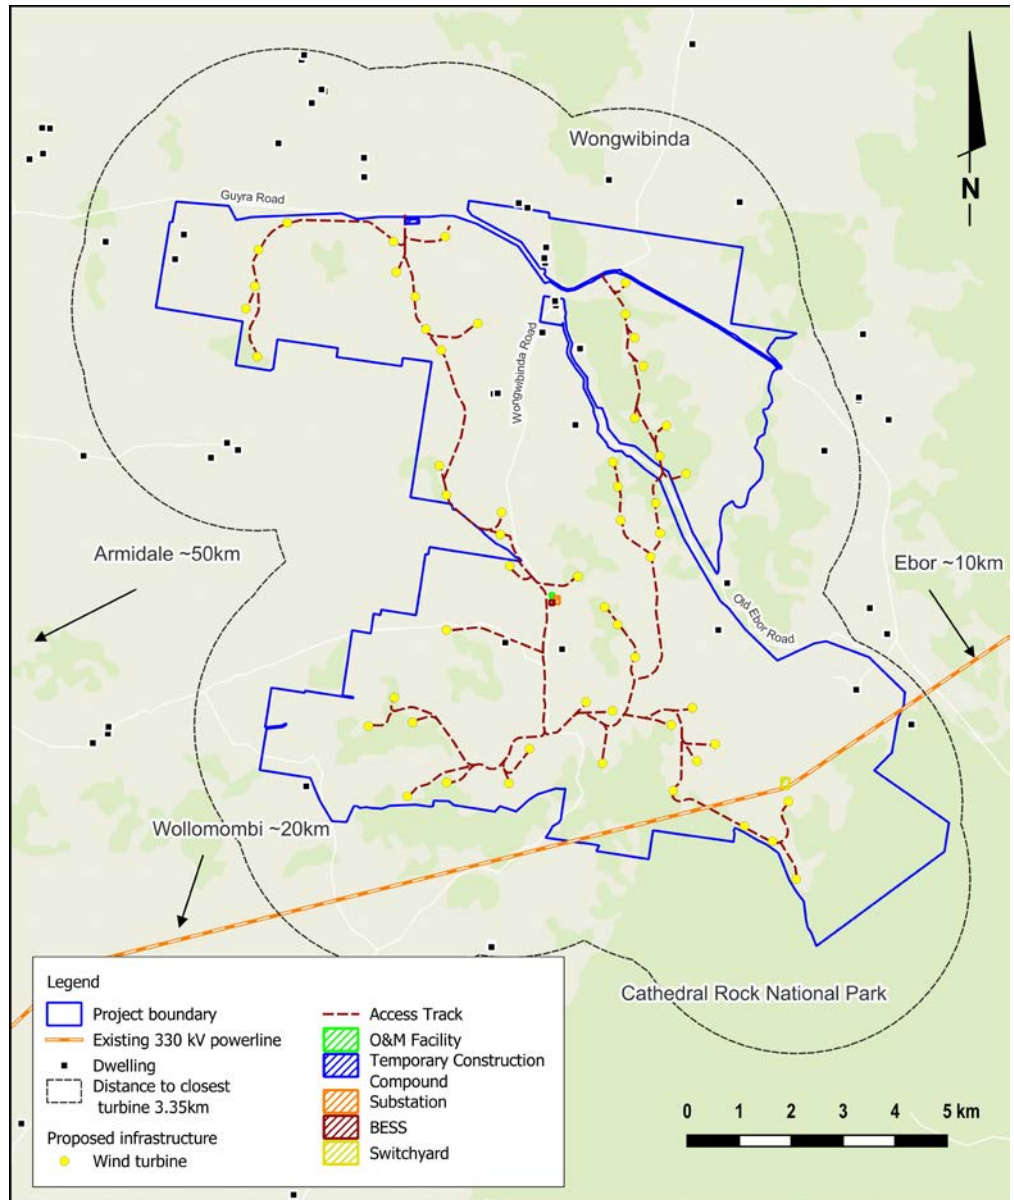 Wongwibinda
Guyra Road
N
Wongwibinda Road
Armidale ~50km
Ebor ~10km
Old Ebor Road
Wollomombi ~20km
Cathedral Rock National Park
Legend
Project boundary
Existing 330 kV powerline
Dwelling
Distance to closest
turbine 3.35km
Proposed infrastructure
Wind turbine
Access Track
O&M Facility
Temporary Construction
Compound
Substation
BESS
Switchyard
0 1 2 3 4 5 km